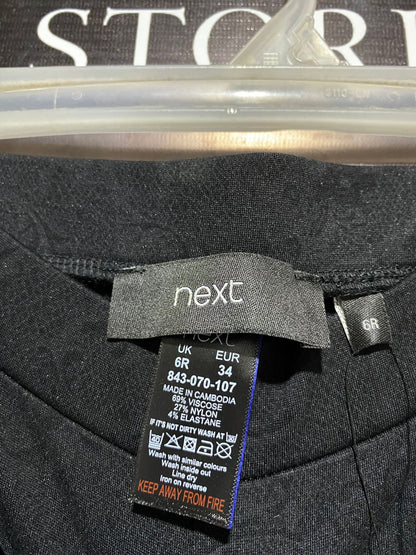 STORE
next
6R
next
UK EUR
6R 34
843-070-107
MADE IN CAMBODIA
69% VISCOSE
27% NYLON
4% ELASTANE
IF IT'S NOT DIRTY WASH AT 30
Wash with similar colours
Wash inside out
Line dry
Iron on reverse
KEEP AWAY FROM FIRE